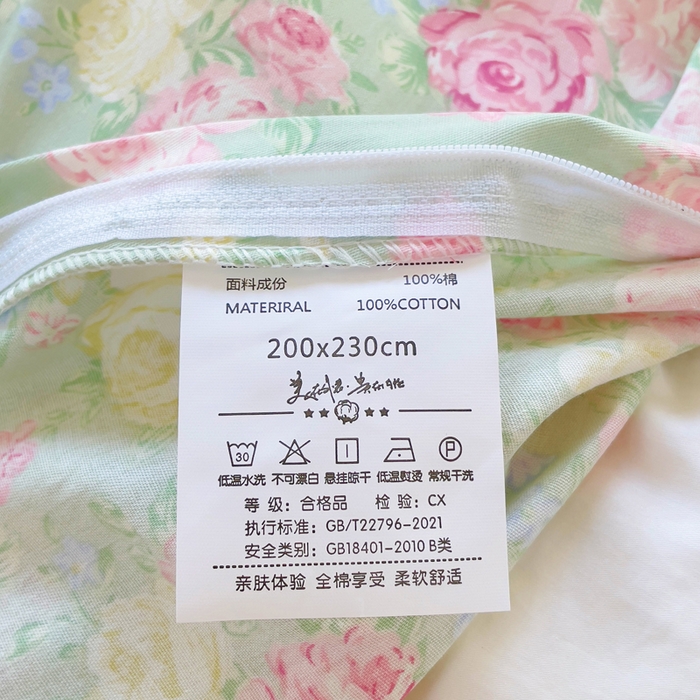 面料成份 100%棉
MATERIRAL 100%COTTON
200x230cm
30 P
低温水洗 不可漂白 悬挂晾干 低温熨烫 常规干洗
等 级: 合格品 检 验: CX
执行标准: GB/T22796-2021
安全类别: GB18401-2010 B类
亲肤体验 全棉享受 柔软舒适